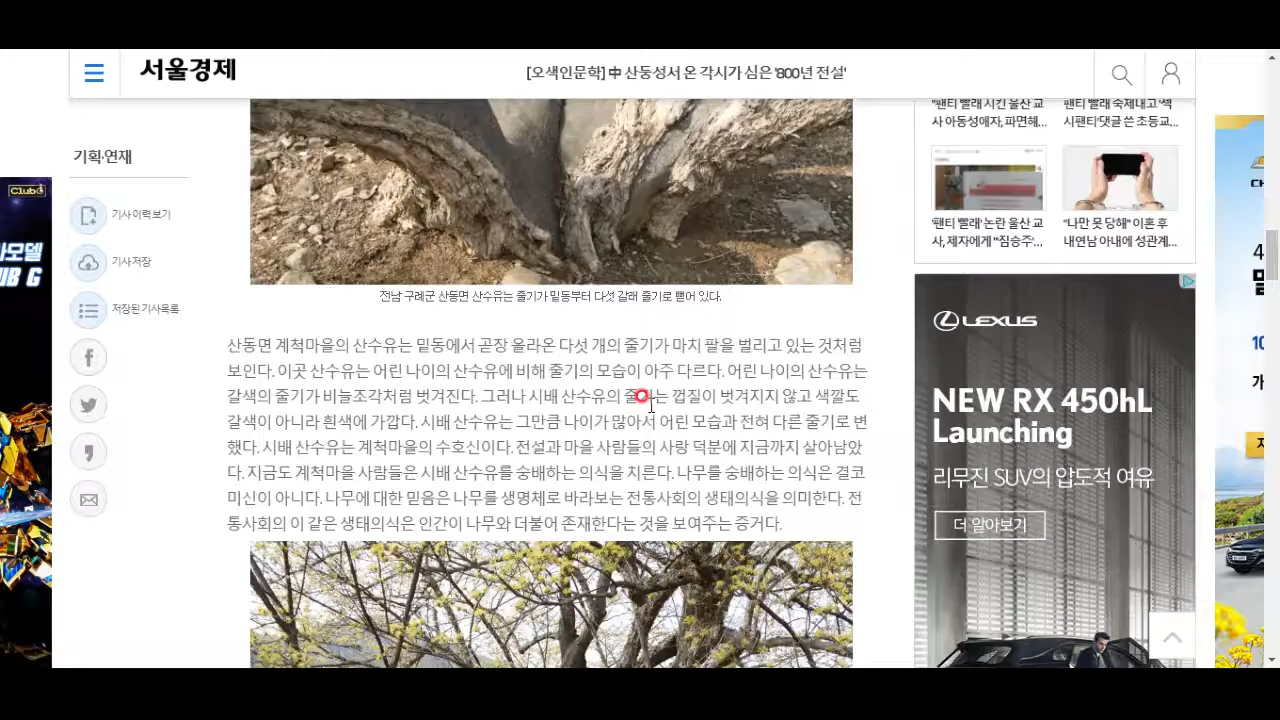 서울경제
[오색인문학] 中 산둥성서 온 각시가 심은 '800년 전설'
기획·연재
기사 이력 보기
기사 저장
저장된 기사 목록
Club
모델
UB G
전남 구례군 산동면 산수유는 줄기가 밑동부터 다섯 갈래 줄기로 뻗어 있다.
산동면 계척마을의 산수유는 밑동에서 곧장 올라온 다섯 개의 줄기가 마치 팔을 벌리고 있는 것처럼
보인다. 이곳 산수유는 어린 나이의 산수유에 비해 줄기의 모습이 아주 다르다. 어린 나이의 산수유는
갈색의 줄기가 비늘조각처럼 벗겨진다. 그러나 시배 산수유의 줄기는 껍질이 벗겨지지 않고 색깔도
갈색이 아니라 흰색에 가깝다. 시배 산수유는 그만큼 나이가 많아서 어린 모습과 전혀 다른 줄기로 변
했다. 시배 산수유는 계척마을의 수호신이다. 전설과 마을 사람들의 사랑 덕분에 지금까지 살아남았
다. 지금도 계척마을 사람들은 시배 산수유를 숭배하는 의식을 치른다. 나무를 숭배하는 의식은 결코
미신이 아니다. 나무에 대한 믿음은 나무를 생명체로 바라보는 전통사회의 생태의식을 의미한다. 전
통사회의 이 같은 생태의식은 인간이 나무와 더불어 존재한다는 것을 보여주는 증거다.
"팬티 빨래 시킨 울산 교
사 아동성애자, 파면해...
팬티 빨래 숙제내고 '섹
시팬티' 댓글 쓴 초등교...
'팬티 빨래' 논란 울산 교
사, 제자에게 "짐승주'...
"나만 못 당해" 이혼 후
내연남 아내에 성관계...
LEXUS
NEW RX 450hL
Launching
리무진 SUV의 압도적 여유
더 알아보기